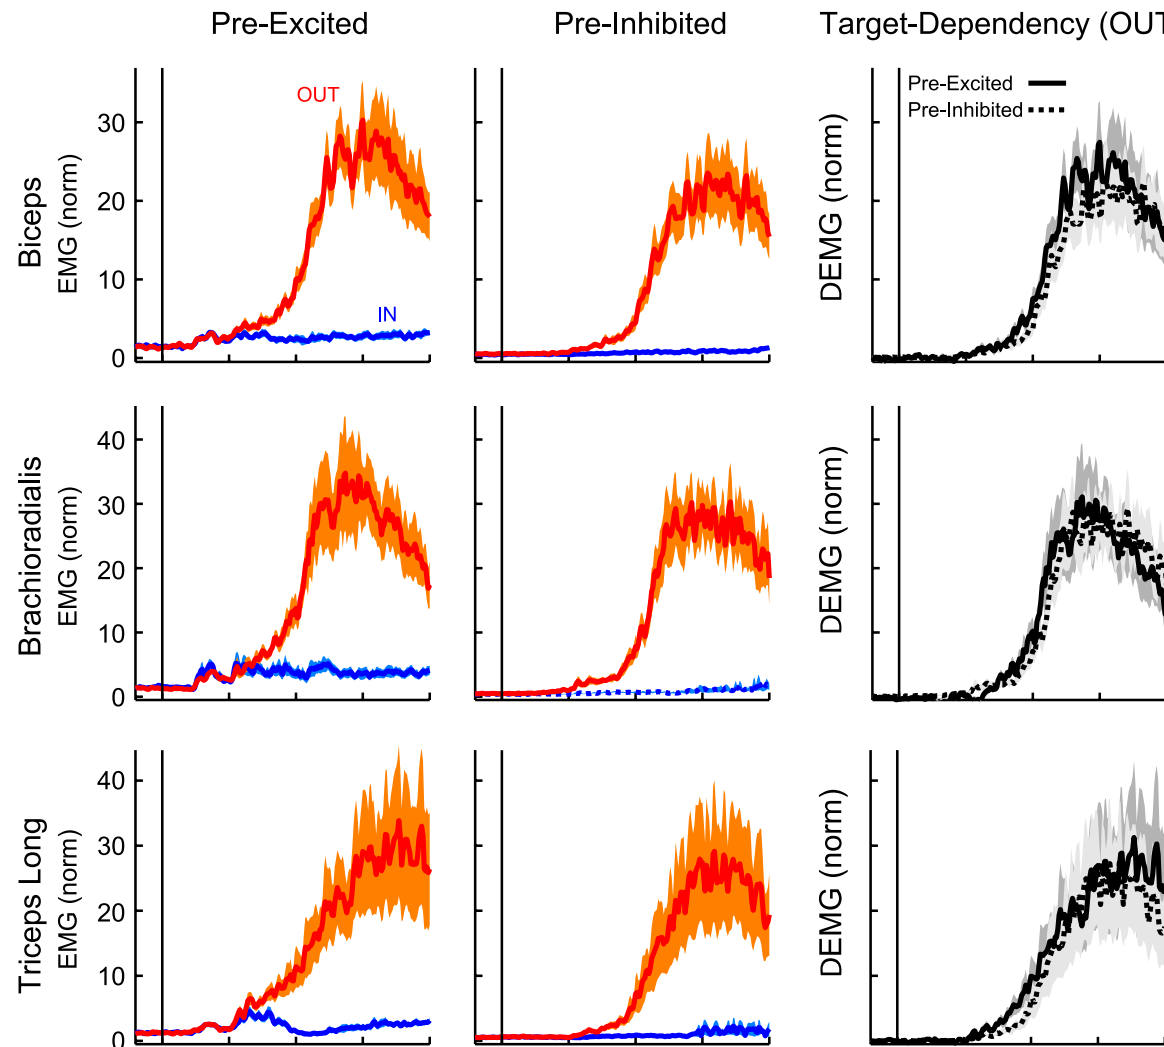 Pre-Excited
Pre-Inhibited
Target-Dependency (OUT
Biceps
EMG (norm)
30
20
10
0
OUT
IN
DEMG (norm)
Pre-Excited
Pre-Inhibited
Brachioradialis
EMG (norm)
40
30
20
10
0
DEMG (norm)
Triceps Long
EMG (norm)
40
30
20
10
0
DEMG (norm)